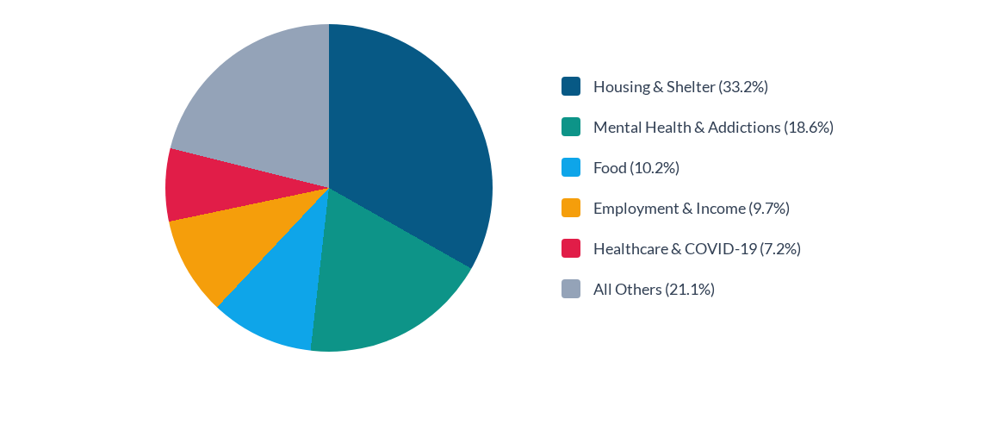 Housing & Shelter (33.2%)
Mental Health & Addictions (18.6%)
Food (10.2%)
Employment & Income (9.7%)
Healthcare & COVID-19 (7.2%)
All Others (21.1%)